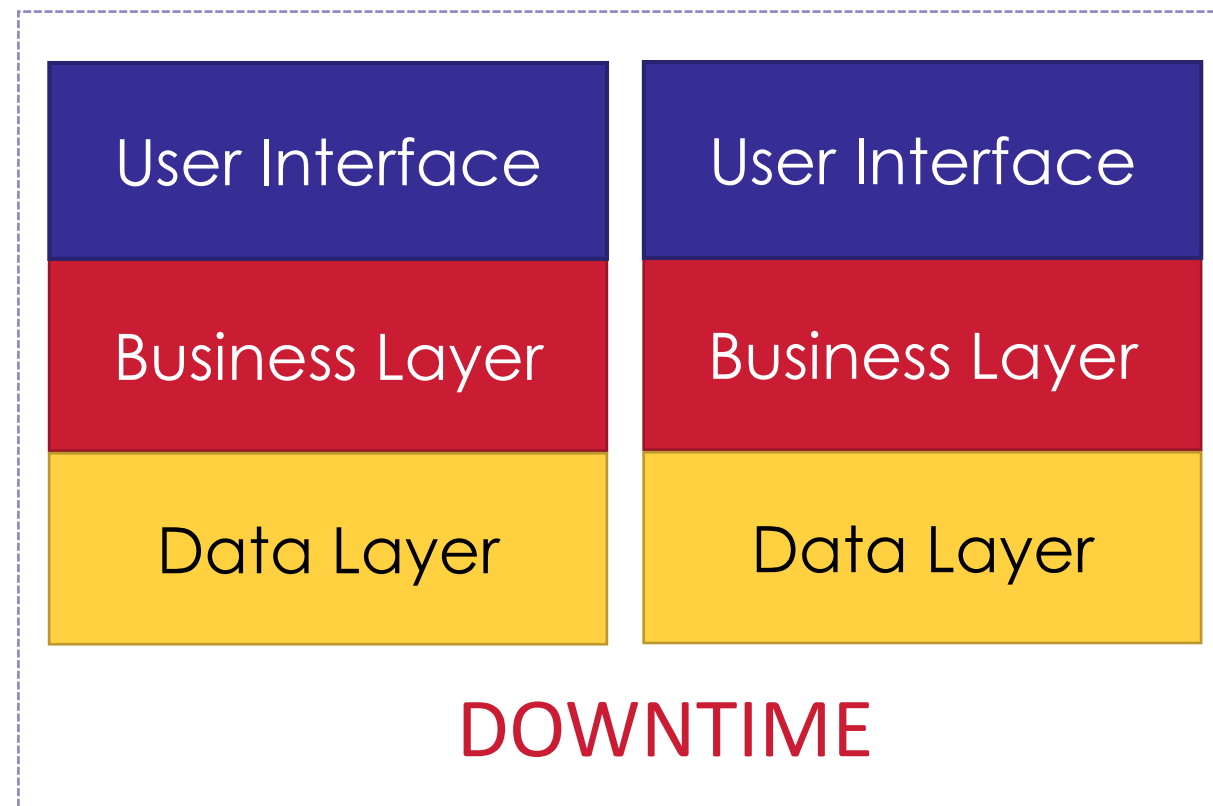 User Interface
User Interface
Business Layer
Business Layer
Data Layer
Data Layer
DOWNTIME